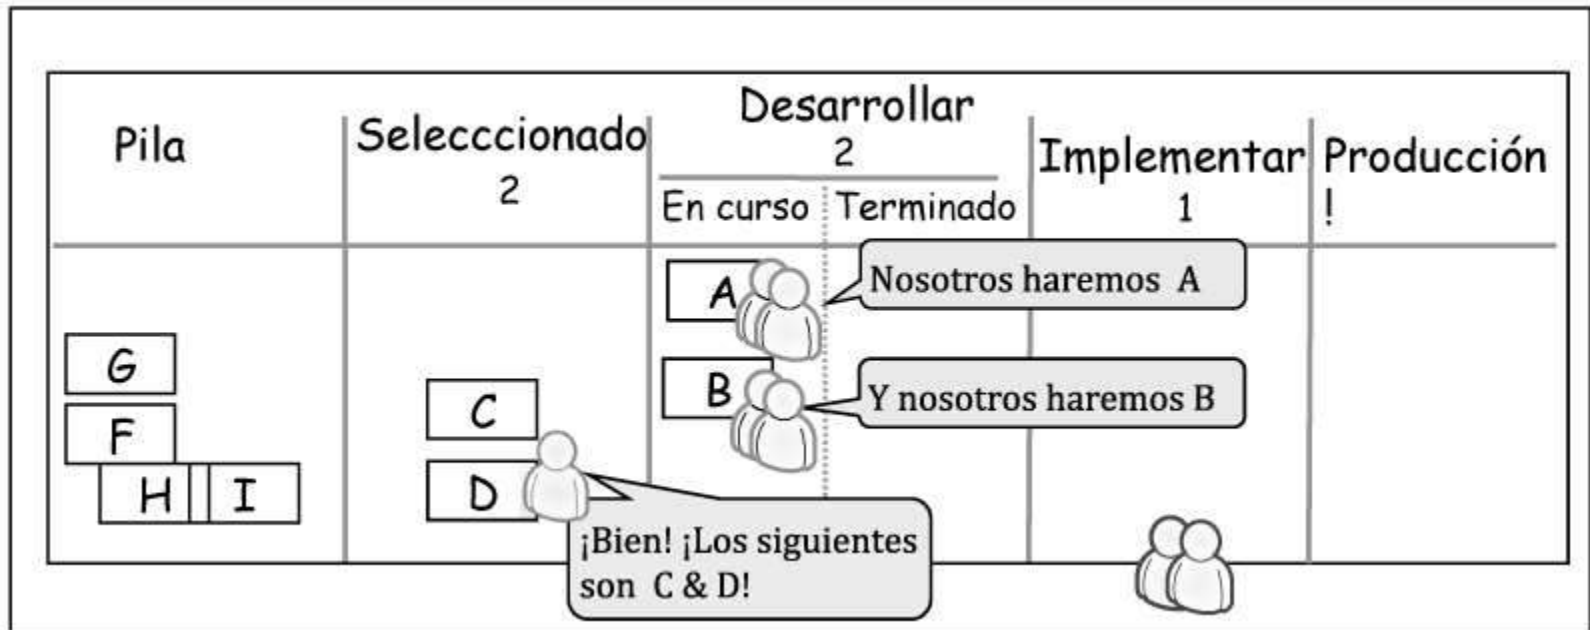 Pila
Selecccionado
2
Desarrollar
2
En curso
Terminado
Implementar
1
Producción
!
A
Nosotros haremos A
G
B
Y nosotros haremos B
C
F
H
I
D
¡Bien! ¡Los siguientes
son C & D!